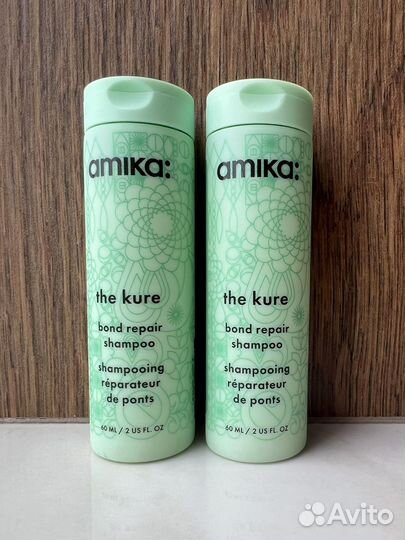 amika:
the kure
bond repair
shampoo
shampooing
réparateur
de ponts
60 ML / 2 US FL. OZ
amika:
the kure
bond repair
shampoo
shampooing
réparateur
de ponts
60 ML / 2 US FL. OZ
Avito